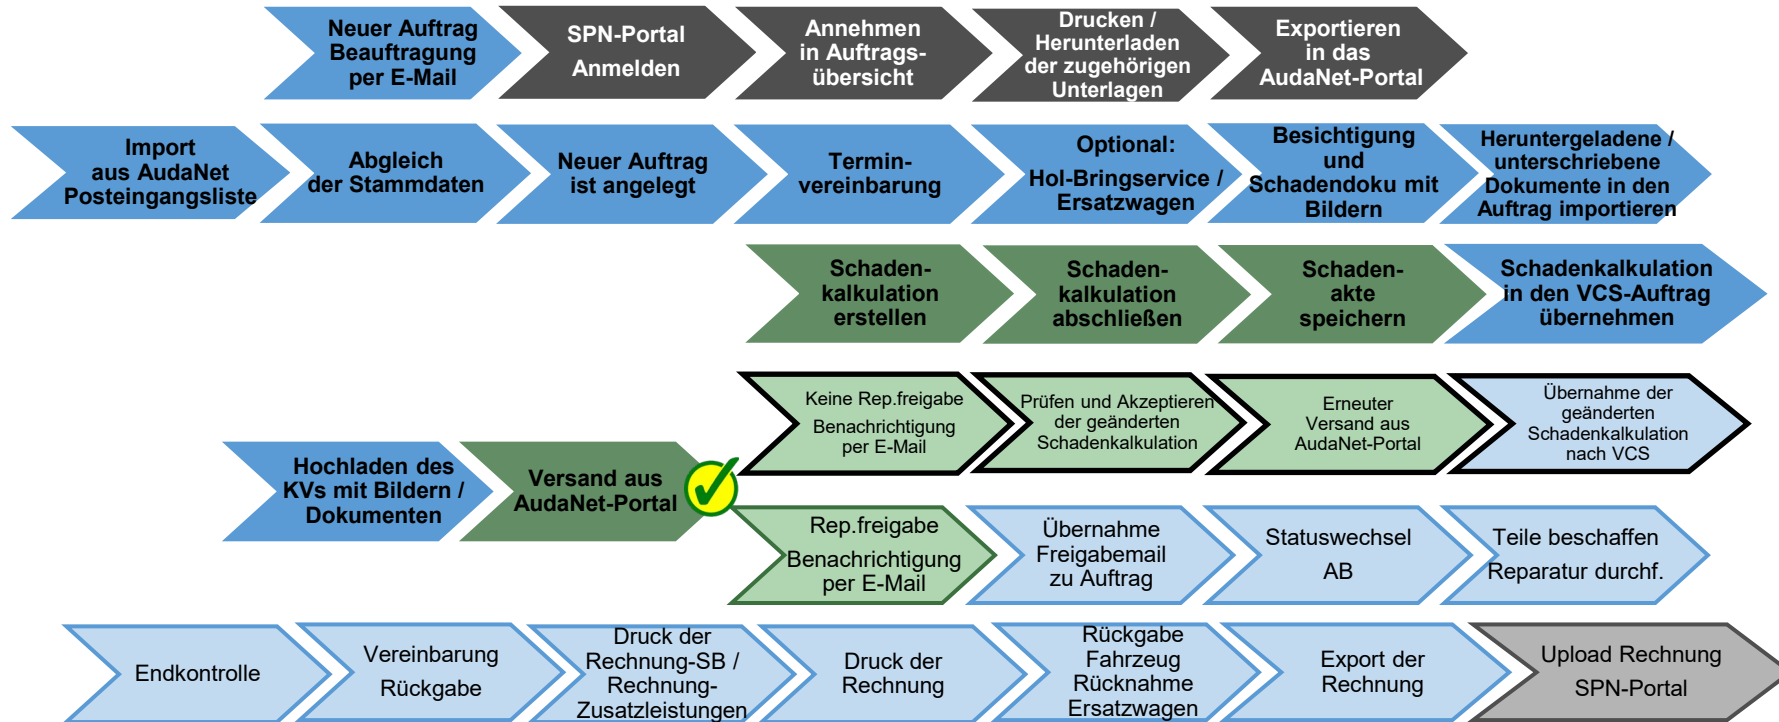 Neuer Auftrag
Beauftragung
per E-Mail
SPN-Portal
Anmelden
Annehmen
in Auftrags-
übersicht
Drucken /
Herunterladen
der zugehörigen
Unterlagen
Exportieren
in das
AudaNet-Portal
Import
aus AudaNet
Posteingangsliste
Abgleich
der Stammdaten
Neuer Auftrag
ist angelegt
Termin-
vereinbarung
Optional:
Hol-Bringservice /
Ersatzwagen
Besichtigung
und
Schadendoku mit
Bildern
Heruntergeladene /
unterschriebene
Dokumente in den
Auftrag importieren
Schaden-
kalkulation
erstellen
Schaden-
kalkulation
abschließen
Schaden-
akte
speichern
Schadenkalkulation
in den VCS-Auftrag
übernehmen
Keine Rep.freigabe
Benachrichtigung
per E-Mail
Prüfen und Akzeptieren
der geänderten
Schadenkalkulation
Erneuter
Versand aus
AudaNet-Portal
Übernahme der
geänderten
Schadenkalkulation
nach VCS
Hochladen des
KVs mit Bildern /
Dokumenten
Versand aus
AudaNet-Portal
Rep.freigabe
Benachrichtigung
per E-Mail
Übernahme
Freigabemail
zu Auftrag
Statuswechsel
AB
Teile beschaffen
Reparatur durchf.
Endkontrolle
Vereinbarung
Rückgabe
Druck der
Rechnung-SB /
Rechnung-
Zusatzleistungen
Druck der
Rechnung
Rückgabe
Fahrzeug
Rücknahme
Ersatzwagen
Export der
Rechnung
Upload Rechnung
SPN-Portal